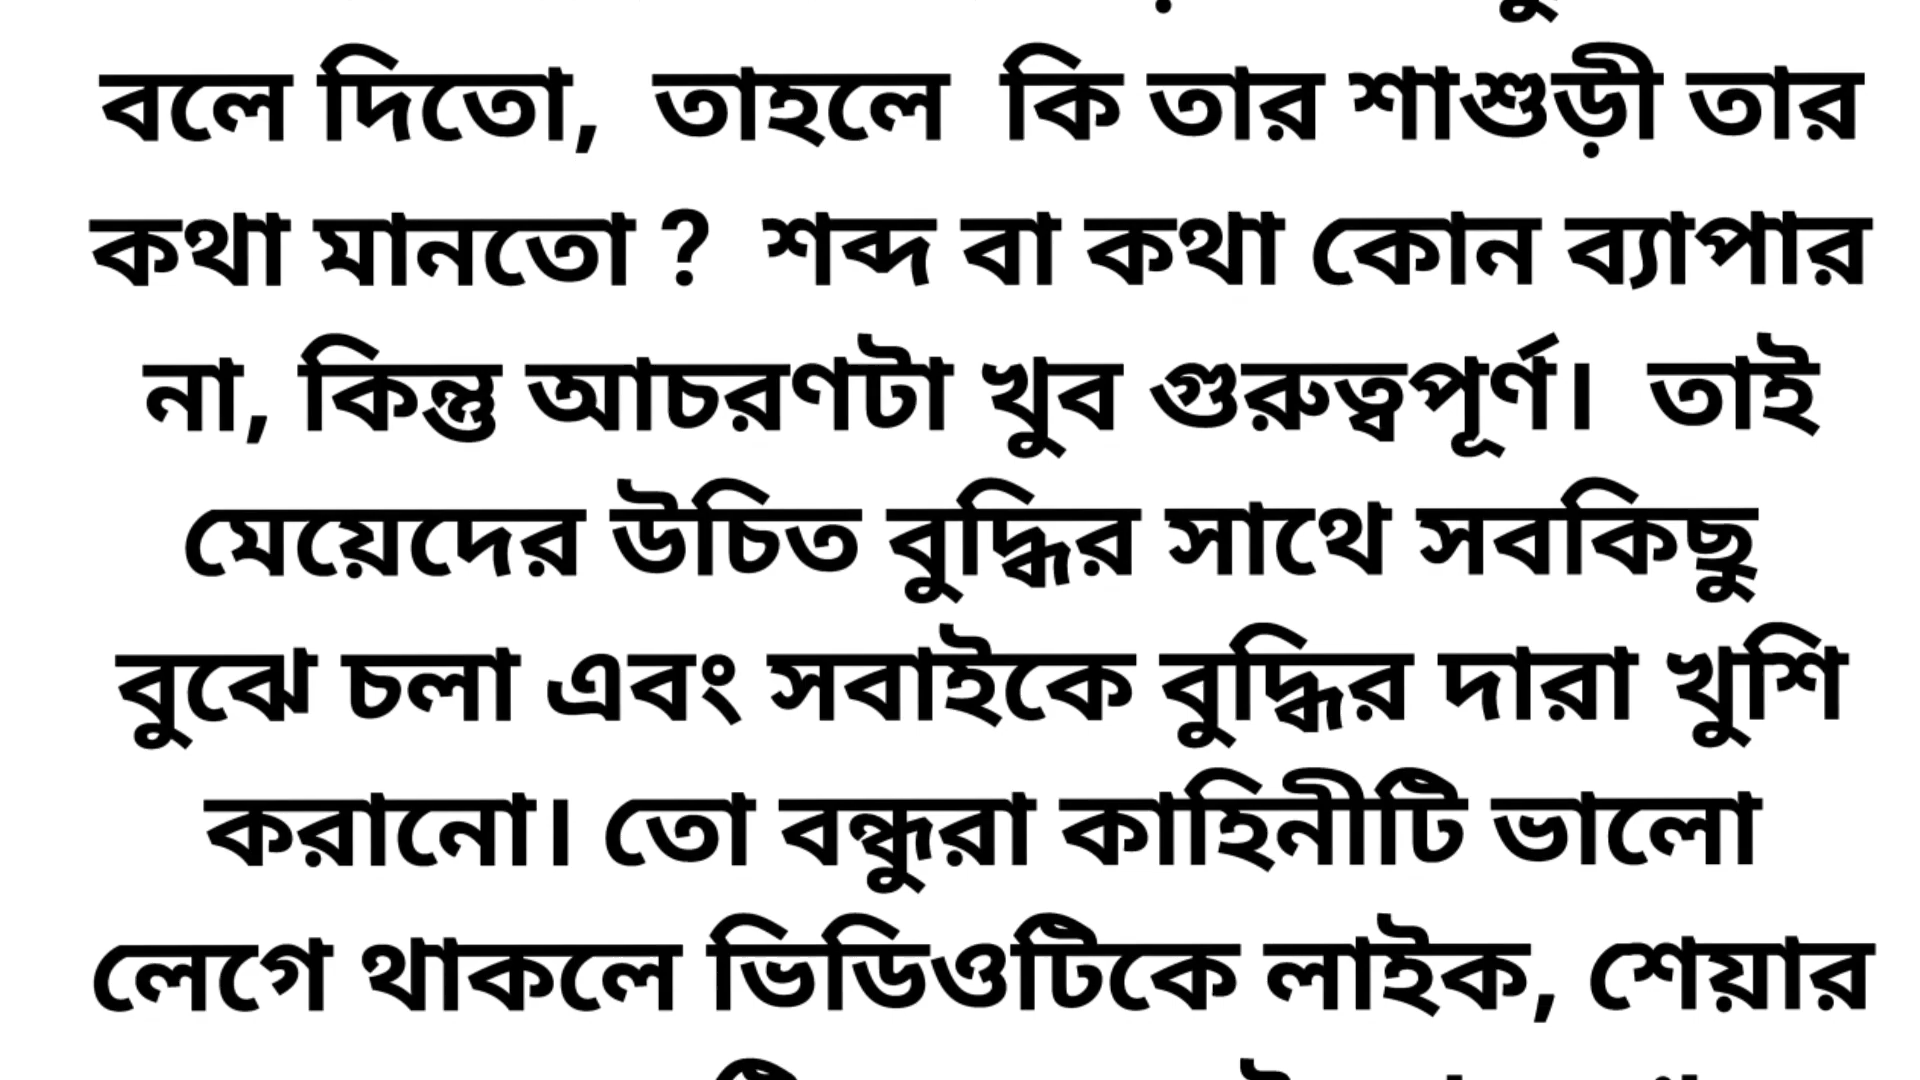 বলে দিতো, তাহলে কি তার শাশুড়ী তার
কথা মানতো ? শব্দ বা কথা কোন ব্যাপার
না, কিন্তু আচরণটা খুব গুরুত্বপূর্ণ। তাই
মেয়েদের উচিত বুদ্ধির সাথে সবকিছু
বুঝে চলা এবং সবাইকে বুদ্ধির দারা খুশি
করানো। তো বন্ধুরা কাহিনীটি ভালো
লেগে থাকলে ভিডিওটিকে লাইক, শেয়ার